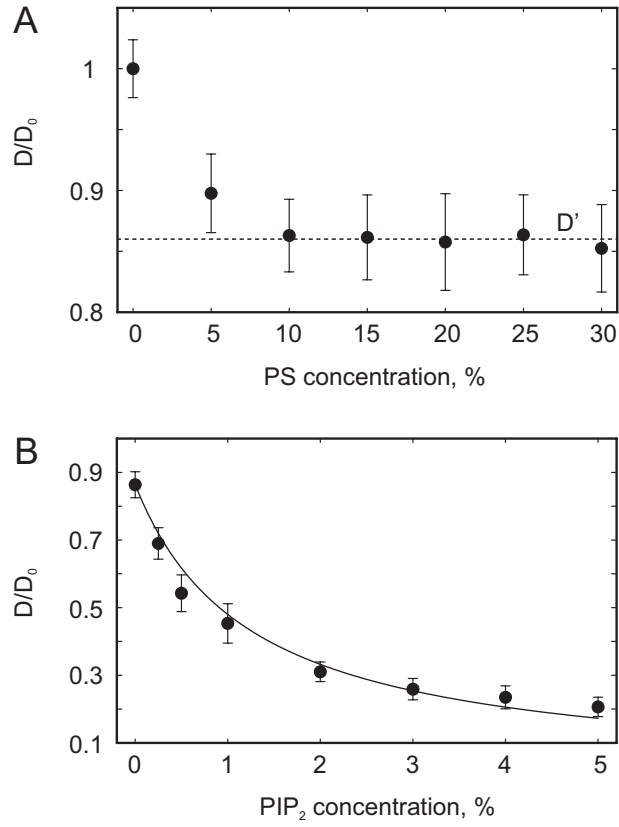 A
1
0.9
0.8
D/D₀
D'
0 5 10 15 20 25 30
PS concentration, %
B
0.9
0.7
0.5
0.3
0.1
D/D₀
0 1 2 3 4 5
PIP₂ concentration, %